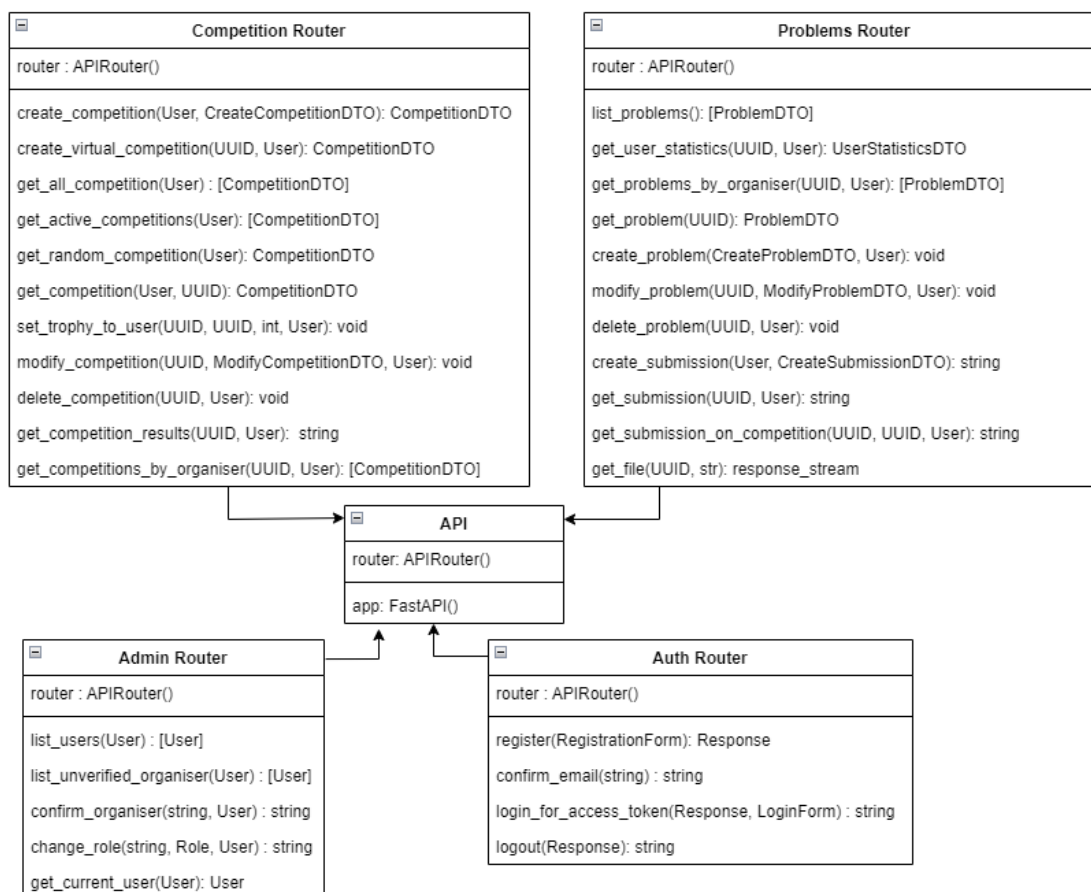 Competition Router
router : APIRouter()
create_competition(User, CreateCompetitionDTO): CompetitionDTO
create_virtual_competition(UUID, User): CompetitionDTO
get_all_competition(User) : [CompetitionDTO]
get_active_competitions(User): [CompetitionDTO]
get_random_competition(User): CompetitionDTO
get_competition(User, UUID): CompetitionDTO
set_trophy_to_user(UUID, UUID, int, User): void
modify_competition(UUID, ModifyCompetitionDTO, User): void
delete_competition(UUID, User): void
get_competition_results(UUID, User):  string
get_competitions_by_organiser(UUID, User): [CompetitionDTO]
Problems Router
router : APIRouter()
list_problems(): [ProblemDTO]
get_user_statistics(UUID, User): UserStatisticsDTO
get_problems_by_organiser(UUID, User): [ProblemDTO]
get_problem(UUID): ProblemDTO
create_problem(CreateProblemDTO, User): void
modify_problem(UUID, ModifyProblemDTO, User): void
delete_problem(UUID, User): void
create_submission(User, CreateSubmissionDTO): string
get_submission(UUID, User): string
get_submission_on_competition(UUID, UUID, User): string
get_file(UUID, str): response_stream
API
router: APIRouter()
app: FastAPI()
Admin Router
router : APIRouter()
list_users(User) : [User]
list_unverified_organiser(User) : [User]
confirm_organiser(string, User) : string
change_role(string, Role, User) : string
get_current_user(User): User
Auth Router
router : APIRouter()
register(RegistrationForm): Response
confirm_email(string) : string
login_for_access_token(Response, LoginForm) : string
logout(Response): string